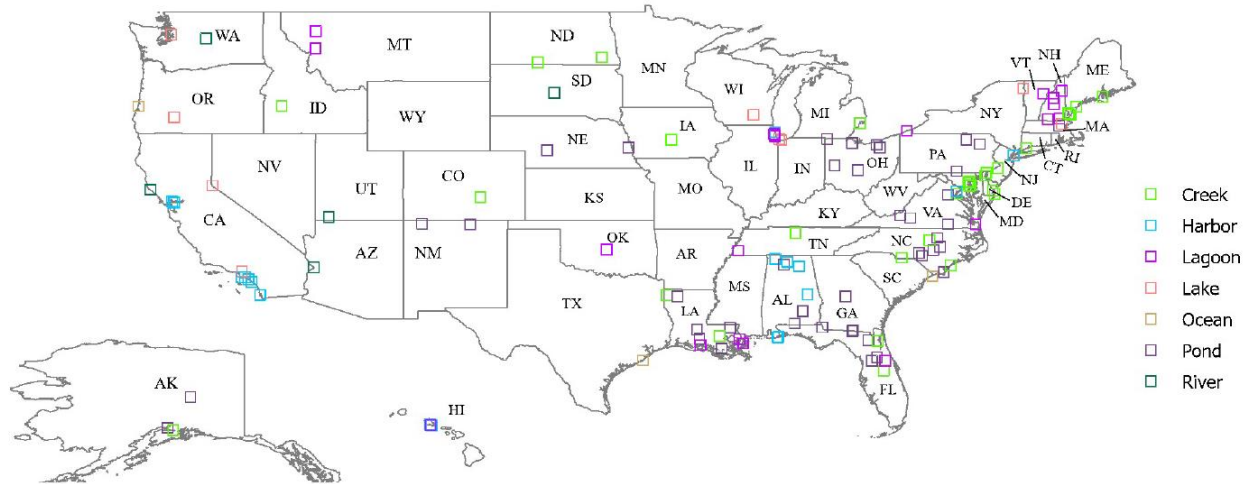 WA
MT
ND
MN
VT
NH
ME
OR
ID
SD
WI
MI
NY
WY
MA
IA
NE
PA
RI
NV
IL
IN
OH
CT
NJ
UT
CO
WV
DE
CA
KS
MO
KY
VA
MD
AZ
NM
OK
AR
TN
NC
SC
TX
MS
AL
GA
LA
FL
AK
HI
Creek
Harbor
Lagoon
Lake
Ocean
Pond
River